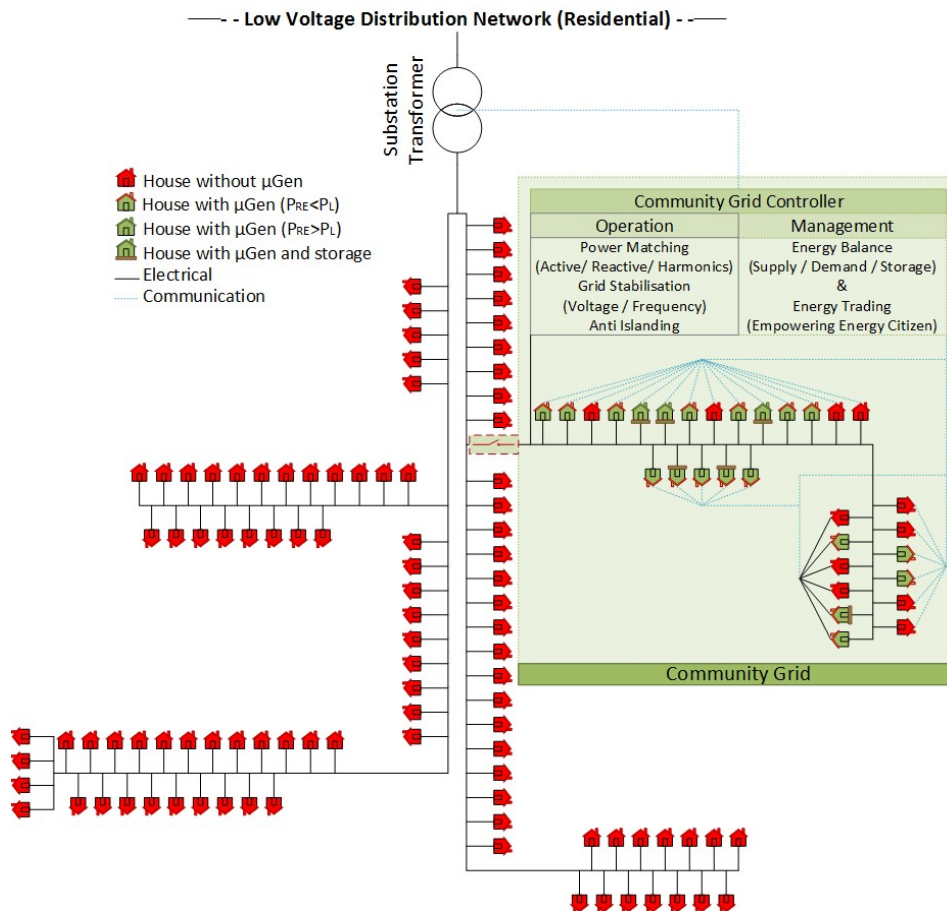 - - Low Voltage Distribution Network (Residential) - -
Substation
Transformer
House without µGen
House with µGen (PRE<PL)
House with µGen (PRE>PL)
House with µGen and storage
Electrical
Communication
Community Grid Controller
Operation
Power Matching
(Active/ Reactive/ Harmonics)
Grid Stabilisation
(Voltage / Frequency)
Anti Islanding
Management
Energy Balance
(Supply / Demand / Storage)
&
Energy Trading
(Empowering Energy Citizen)
Community Grid